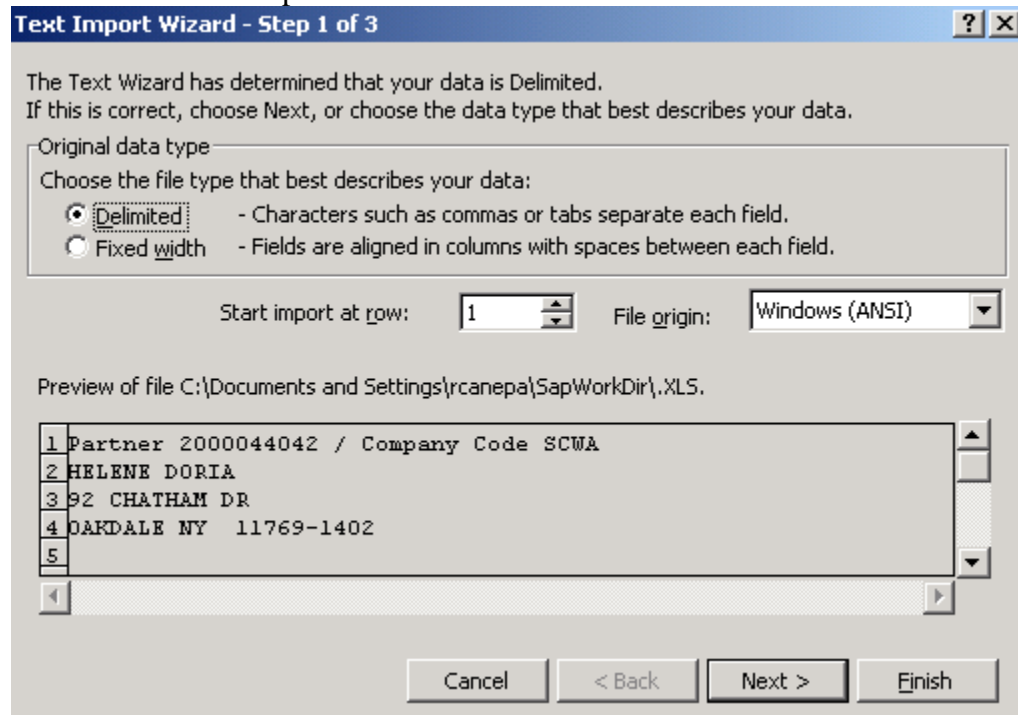 Text Import Wizard - Step 1 of 3
The Text Wizard has determined that your data is Delimited.
If this is correct, choose Next, or choose the data type that best describes your data.
Original data type
Choose the file type that best describes your data:
Delimited - Characters such as commas or tabs separate each field.
Fixed width - Fields are aligned in columns with spaces between each field.
Start import at row: 1 File origin: Windows (ANSI)
Preview of file C:\Documents and Settings\rcanepa\SapWorkDir\.XLS.
1 Partner 2000044042 / Company Code SCWA
2 HELENE DORIA
3 92 CHATHAM DR
4 OAKDALE NY  11769-1402
5
Cancel < Back Next > Finish